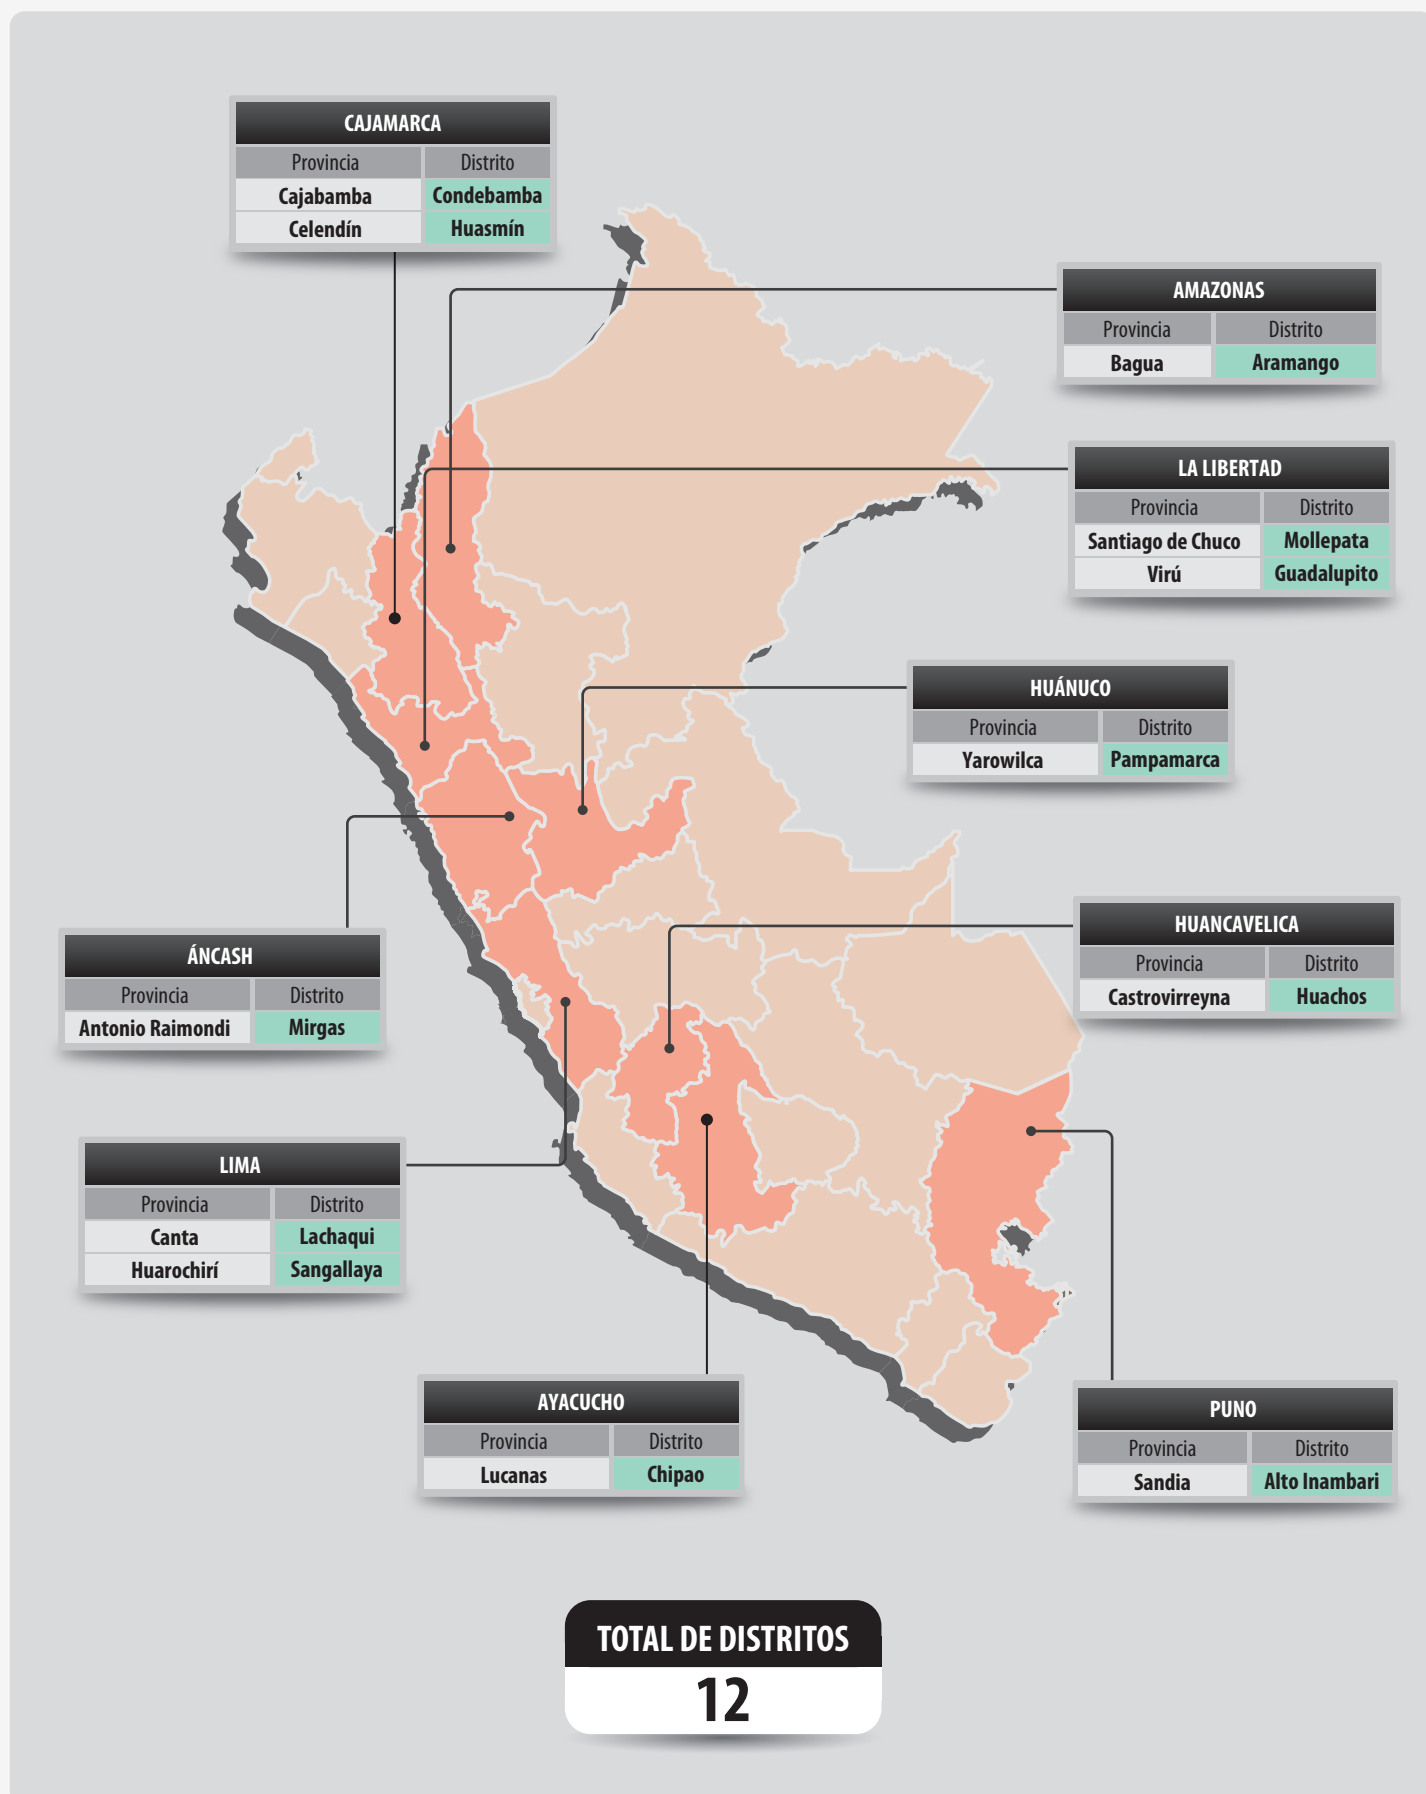 CAJAMARCA
Provincia Distrito
Cajabamba Condebamba
Celendín Huasmín
AMAZONAS
Provincia Distrito
Bagua Aramango
LA LIBERTAD
Provincia Distrito
Santiago de Chuco Mollepata
Virú Guadalupito
HUÁNUCO
Provincia Distrito
Yarowilca Pampamarca
HUANCAVELICA
Provincia Distrito
Castrovirreyna Huachos
ÁNCASH
Provincia Distrito
Antonio Raimondi Mirgas
LIMA
Provincia Distrito
Canta Lachaqui
Huarochirí Sangallaya
AYACUCHO
Provincia Distrito
Lucanas Chipao
PUNO
Provincia Distrito
Sandia Alto Inambari
TOTAL DE DISTRITOS
12